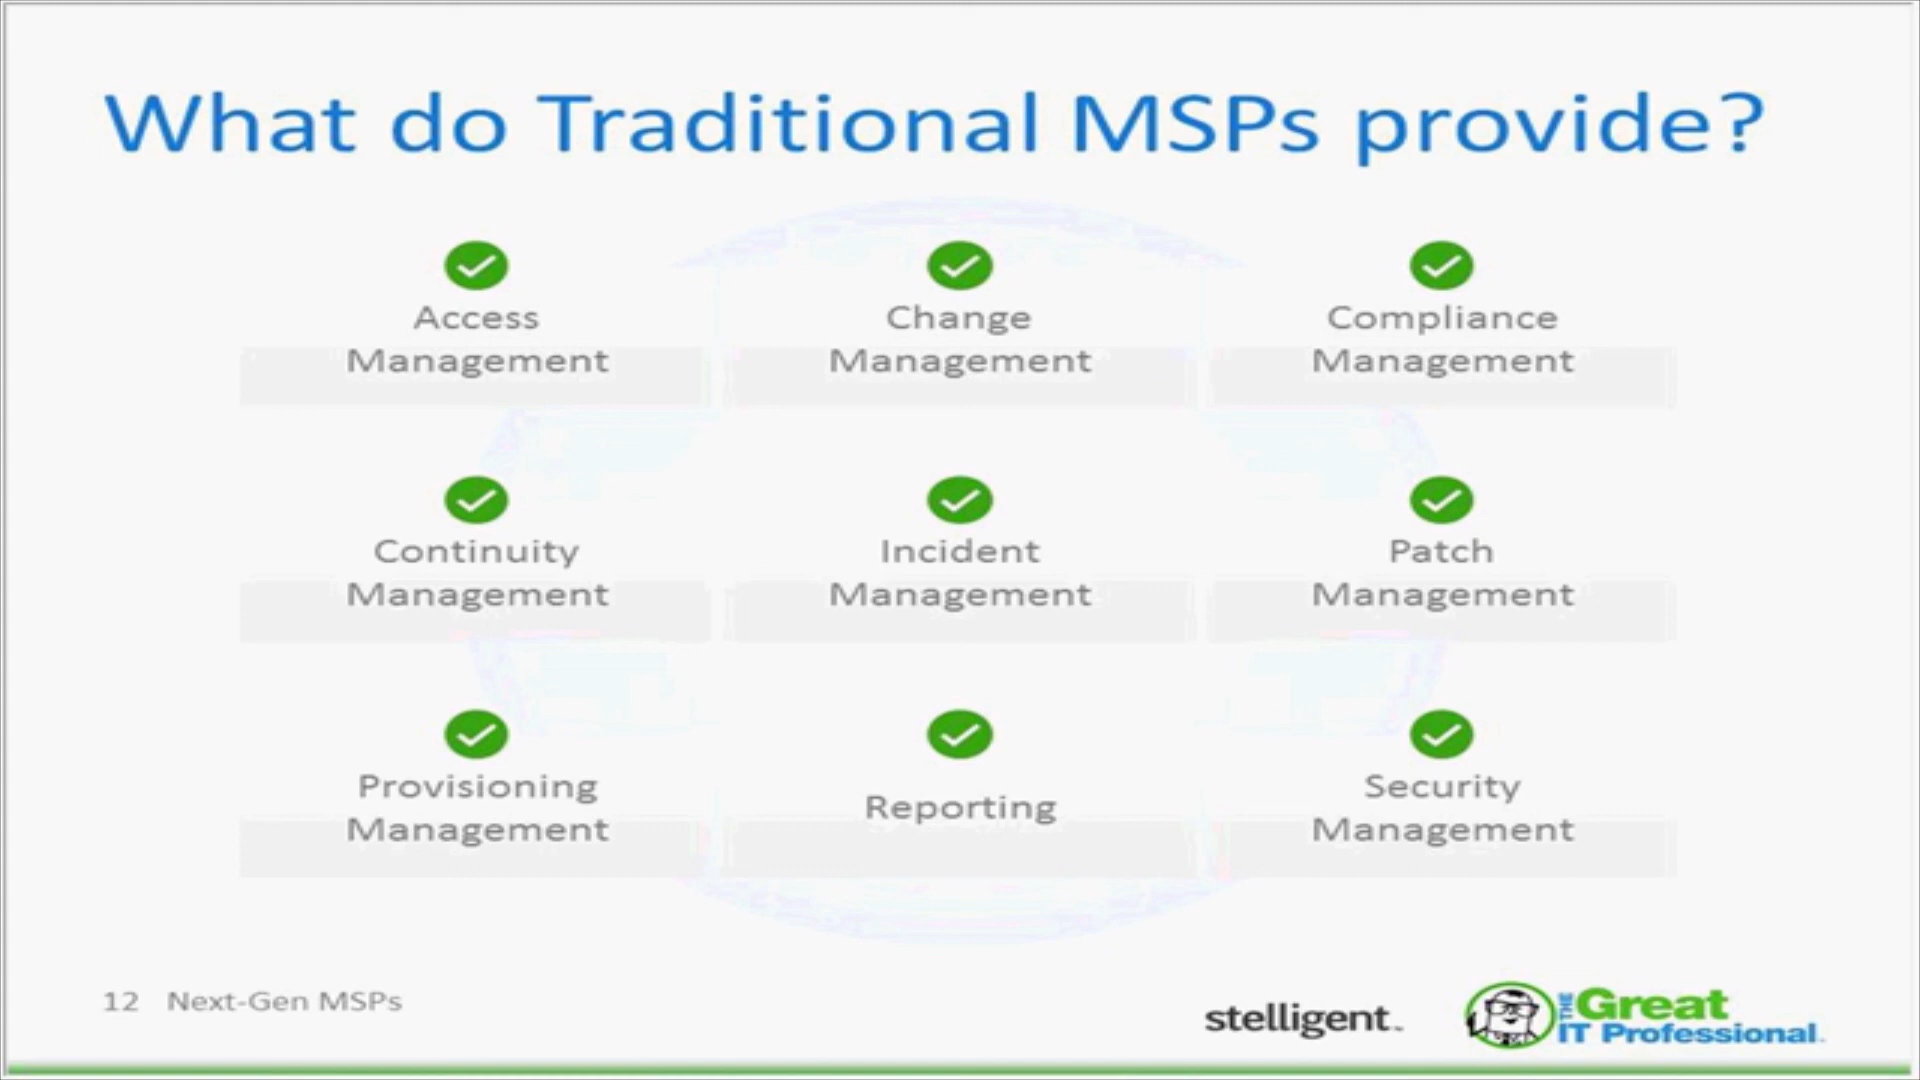 What do Traditional MSPs provide?
Access
Management
Change
Management
Compliance
Management
Continuity
Management
Incident
Management
Patch
Management
Provisioning
Management
Reporting
Security
Management
12 Next-Gen MSPs
stelligent
THE Great
IT Professional